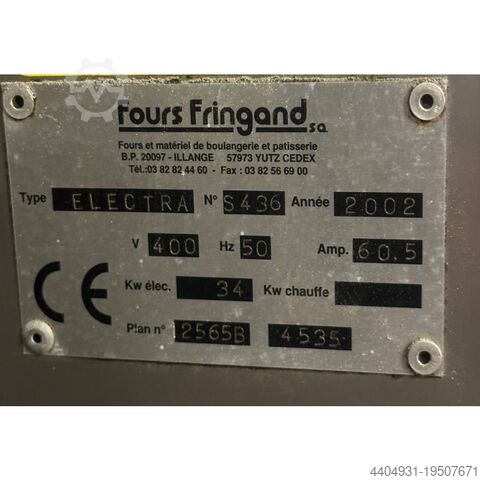 Fours Fringand sa
Fours et matériel de boulangerie et patisserie
B.P. 20097 - ILLANGE 57973 YUTZ CEDEX
Tél.:03 82 82 44 60 - Fax : 03 82 56 69 00
Type ELECTRA N° S436 Année 2002
V 400 Hz 50 Amp. 60.5
CE Kw élec. 34 Kw chauffe
Plan n° 2565B 4535
4404931-19507671